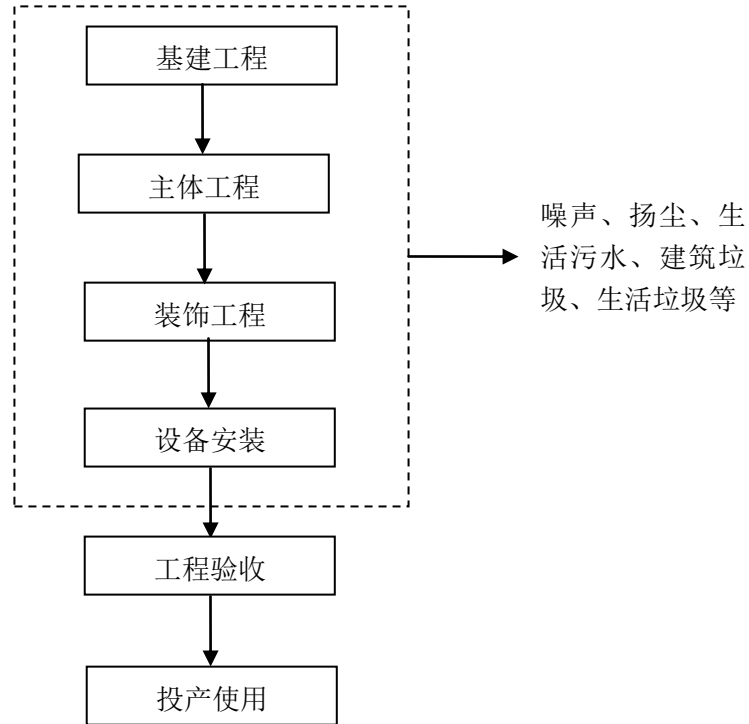 基建工程
主体工程
噪声、扬尘、生
活污水、建筑垃
圾、生活垃圾等
装饰工程
设备安装
工程验收
投产使用